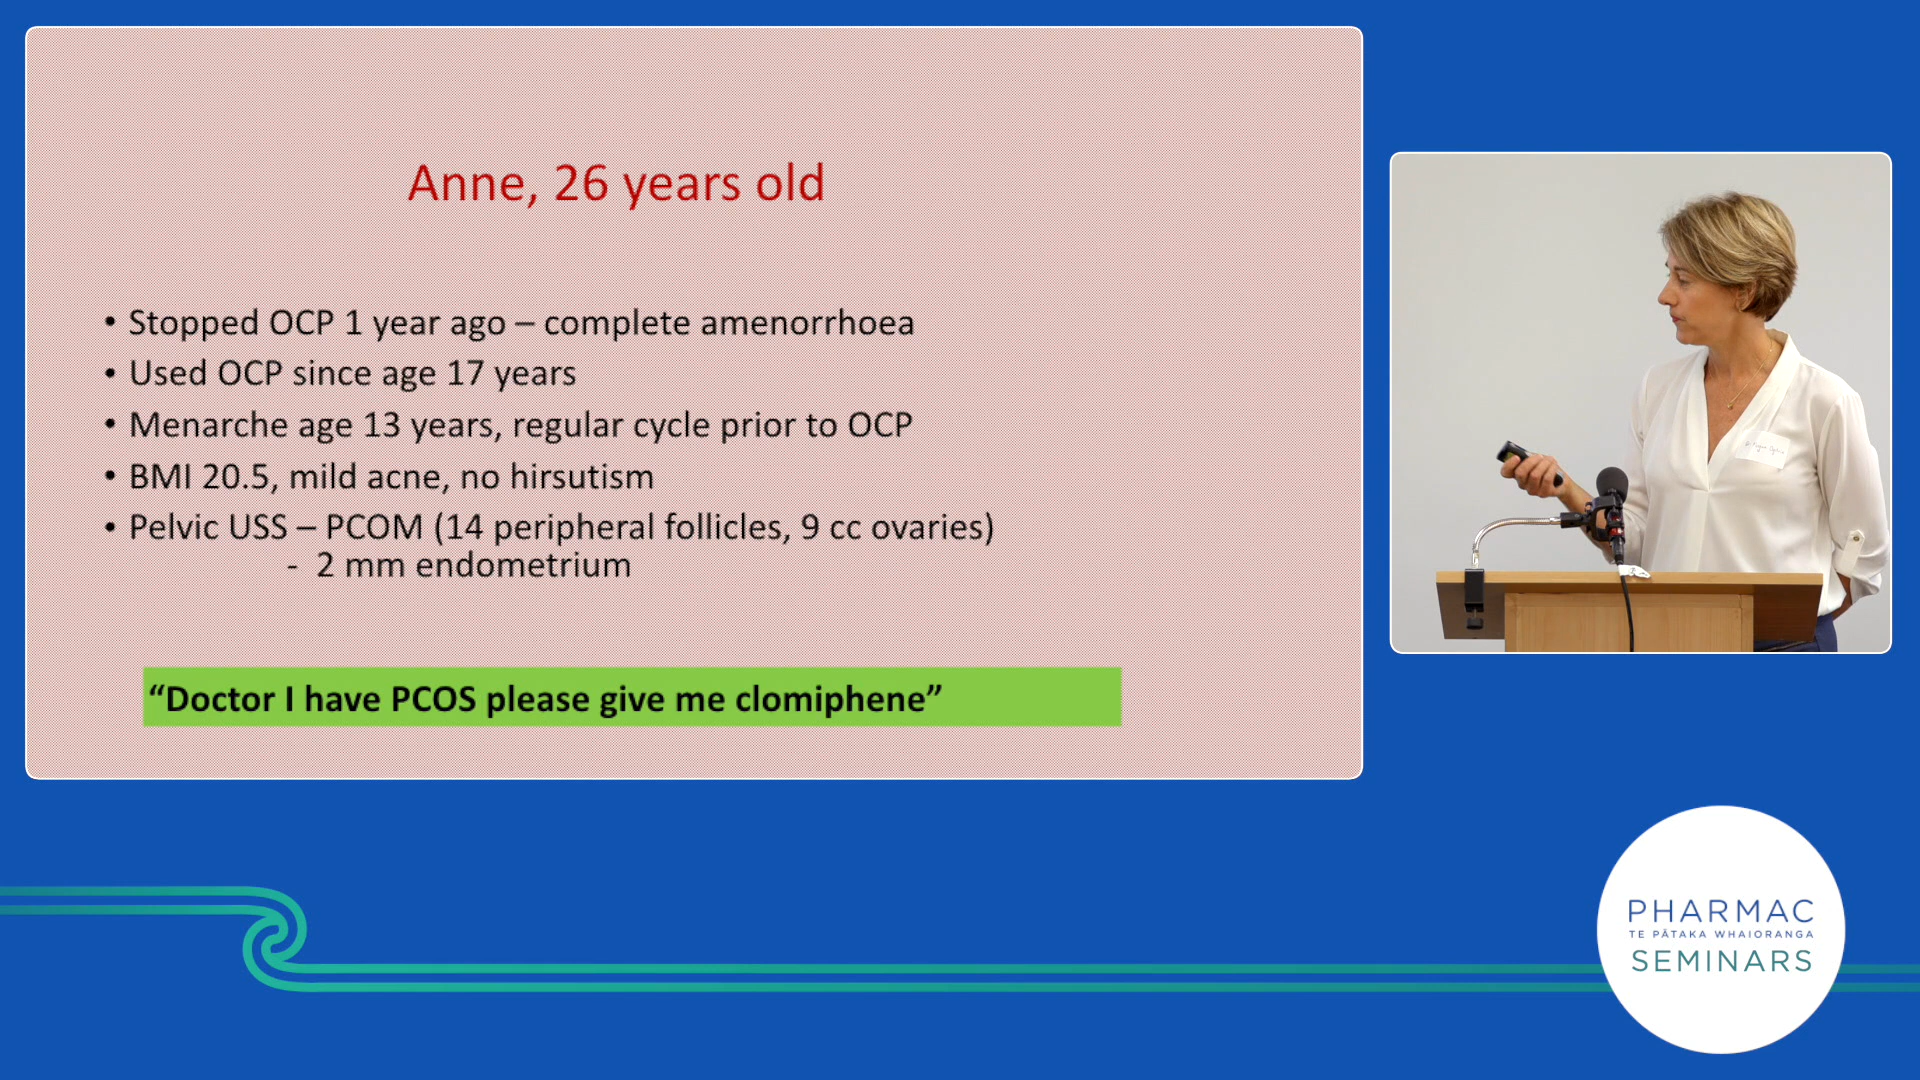 Anne, 26 years old
• Stopped OCP 1 year ago – complete amenorrhoea
• Used OCP since age 17 years
• Menarche age 13 years, regular cycle prior to OCP
• BMI 20.5, mild acne, no hirsutism
• Pelvic USS – PCOM (14 peripheral follicles, 9 cc ovaries)
- 2 mm endometrium
“Doctor I have PCOS please give me clomiphene”
PHARMAC
TE PĀTAKA WHAIORANGA
SEMINARS